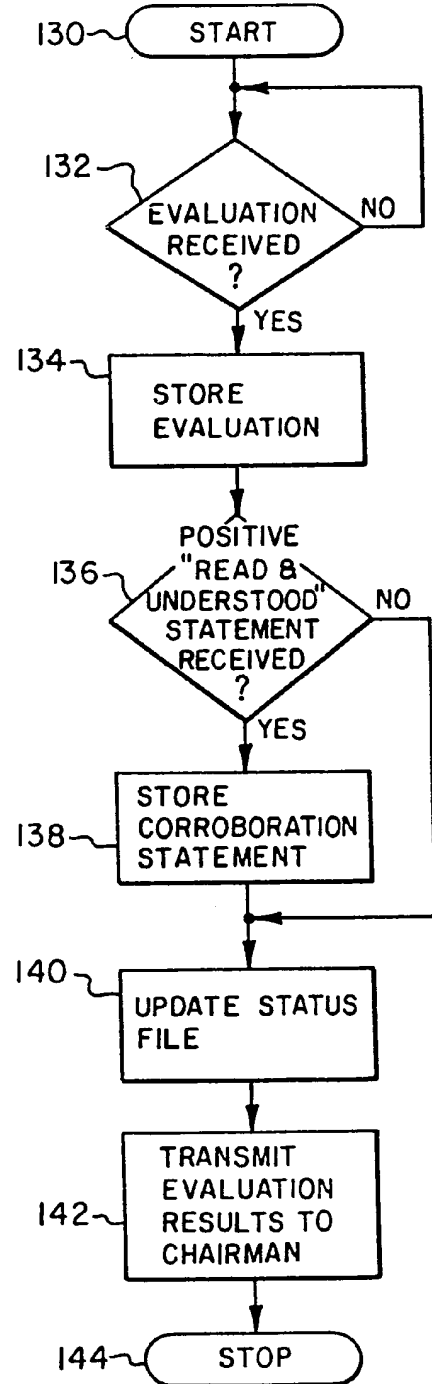 130
START
132
EVALUATION
RECEIVED
?
NO
YES
134
STORE
EVALUATION
136
POSITIVE
"READ &
UNDERSTOOD"
STATEMENT
RECEIVED
?
NO
YES
138
STORE
CORROBORATION
STATEMENT
140
UPDATE STATUS
FILE
142
TRANSMIT
EVALUATION
RESULTS TO
CHAIRMAN
144
STOP